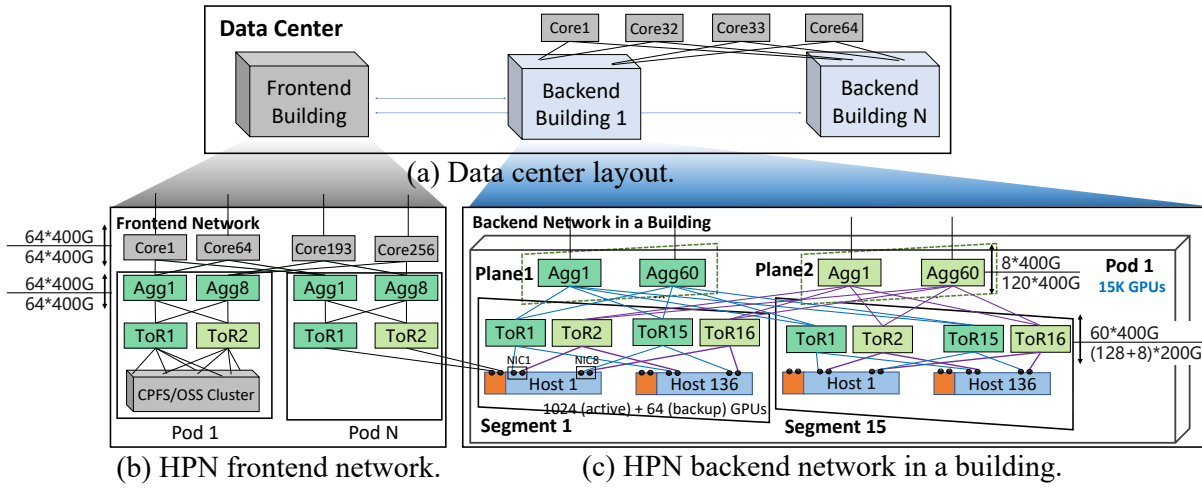 Data Center
Core1
Core32
Core33
Core64
Frontend
Building
Backend
Building 1
Backend
Building N
(a) Data center layout.
Frontend Network
64*400G
64*400G
Core1
Core64
Core193
Core256
64*400G
64*400G
Agg1
Agg8
Agg1
Agg8
ToR1
ToR2
ToR1
ToR2
CPFS/OSS Cluster
Pod 1
Pod N
(b) HPN frontend network.
Backend Network in a Building
Plane1
Agg1
Agg60
Plane2
Agg1
Agg60
8*400G
120*400G
Pod 1
15K GPUs
ToR1
ToR2
ToR15
ToR16
ToR1
ToR2
ToR15
ToR16
60*400G
(128+8)*200G
NIC1
NIC8
Host 1
Host 136
Host 1
Host 136
1024 (active) + 64 (backup) GPUs
Segment 1
Segment 15
(c) HPN backend network in a building.